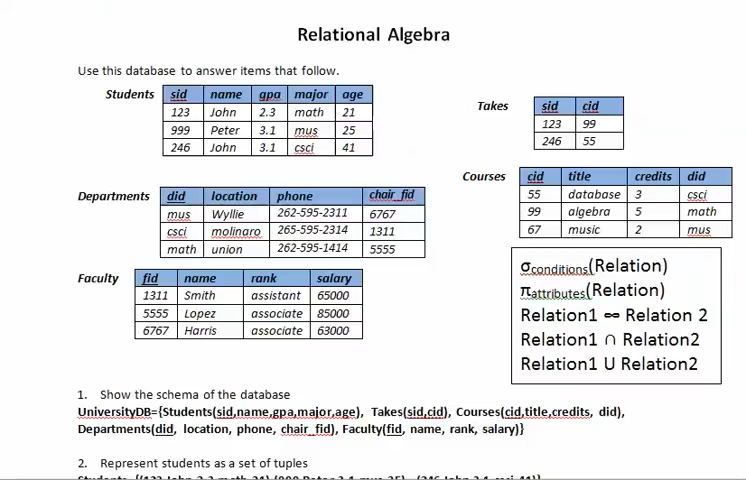 Relational Algebra
Use this database to answer items that follow.
Students
sid name gpa major age
123 John 2.3 math 21
999 Peter 3.1 mus 25
246 John 3.1 csci 41
Takes
sid cid
123 99
246 55
Courses
cid title credits did
55 database 3 csci
99 algebra 5 math
67 music 2 mus
Departments
did location phone chair_fid
mus Wyllie 262-595-2311 6767
csci molinaro 265-595-2314 1311
math union 262-595-1414 5555
Faculty
fid name rank salary
1311 Smith assistant 65000
5555 Lopez associate 85000
6767 Harris associate 63000
σconditions(Relation)
πattributes(Relation)
Relation1 ∞ Relation 2
Relation1 ∩ Relation2
Relation1 U Relation2
1. Show the schema of the database
UniversityDB={Students(sid,name,gpa,major,age), Takes(sid,cid), Courses(cid,title,credits, did),
Departments(did, location, phone, chair_fid), Faculty(fid, name, rank, salary)}
2. Represent students as a set of tuples